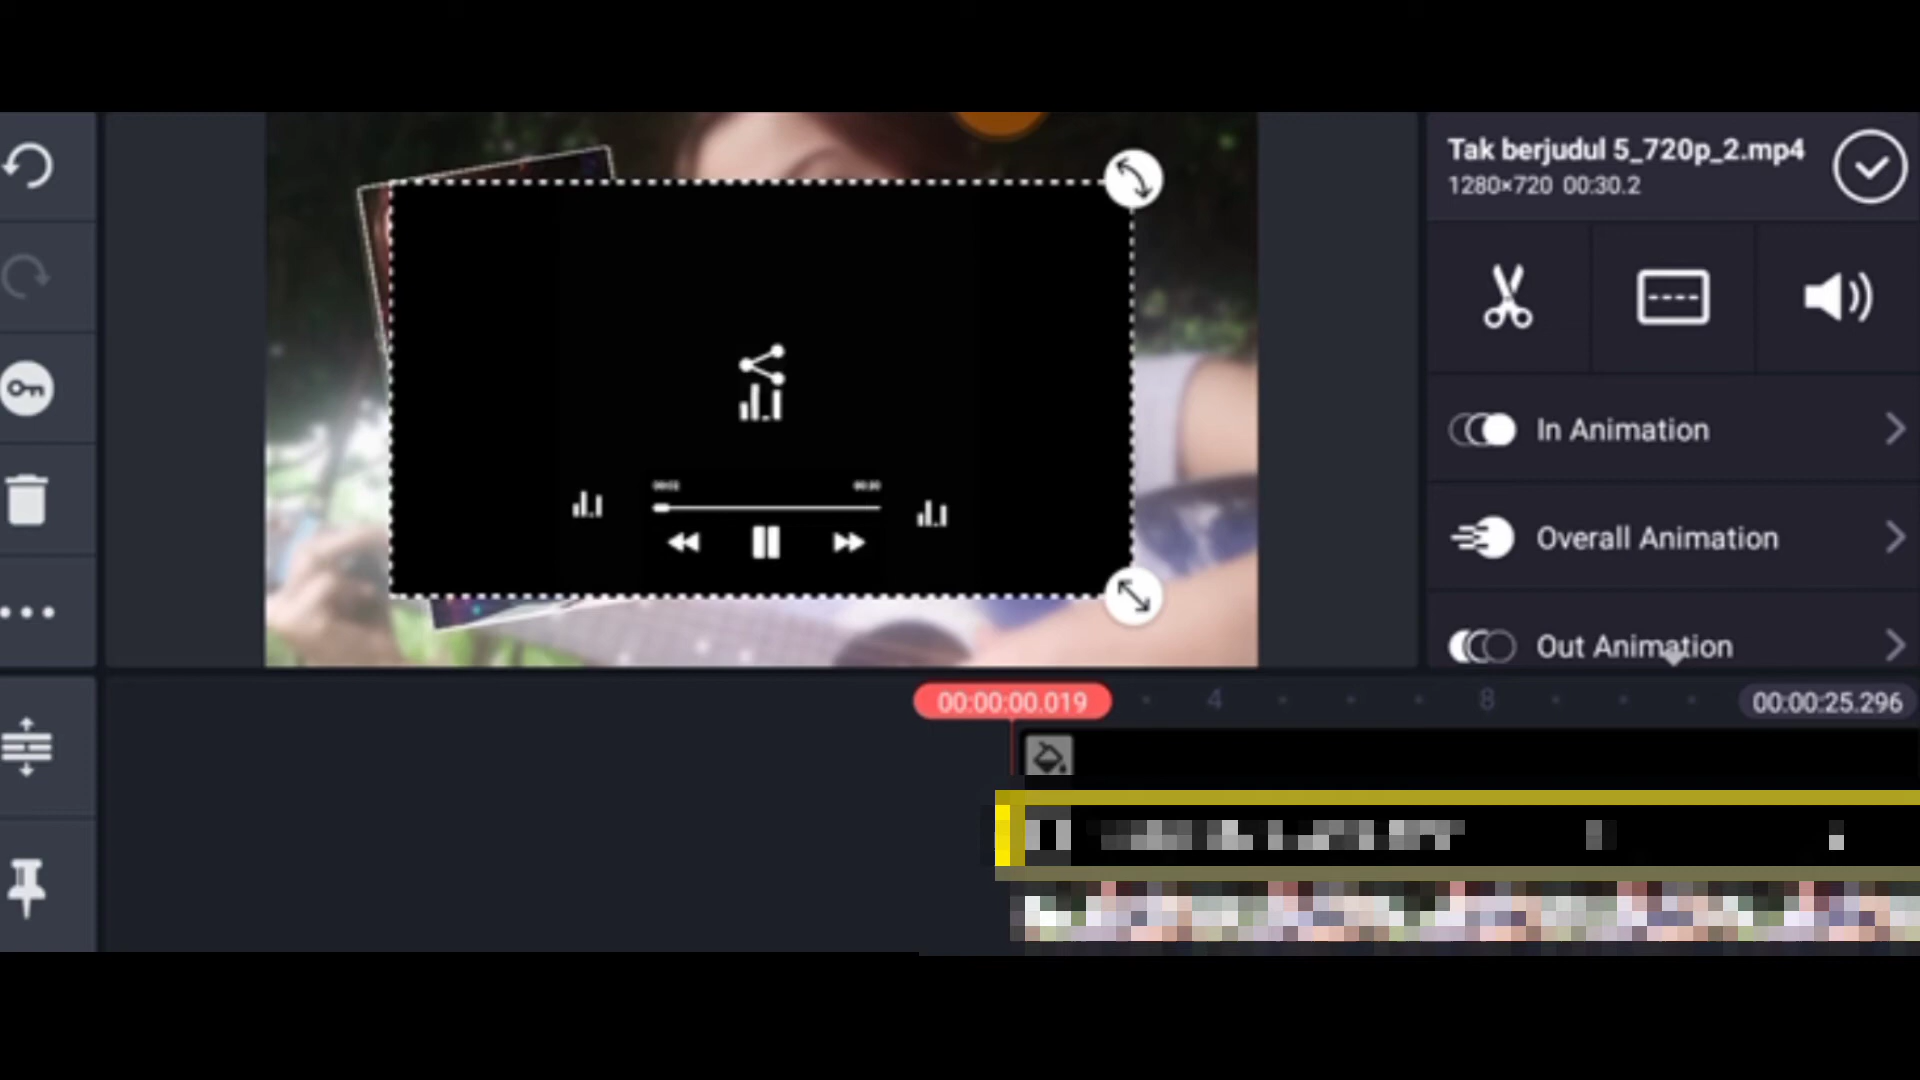 Tak berjudul 5_720p_2.mp4
1280×720 00:30.2
In Animation
Overall Animation
Out Animation
00:00:00.019
4
8
00:00:25.296